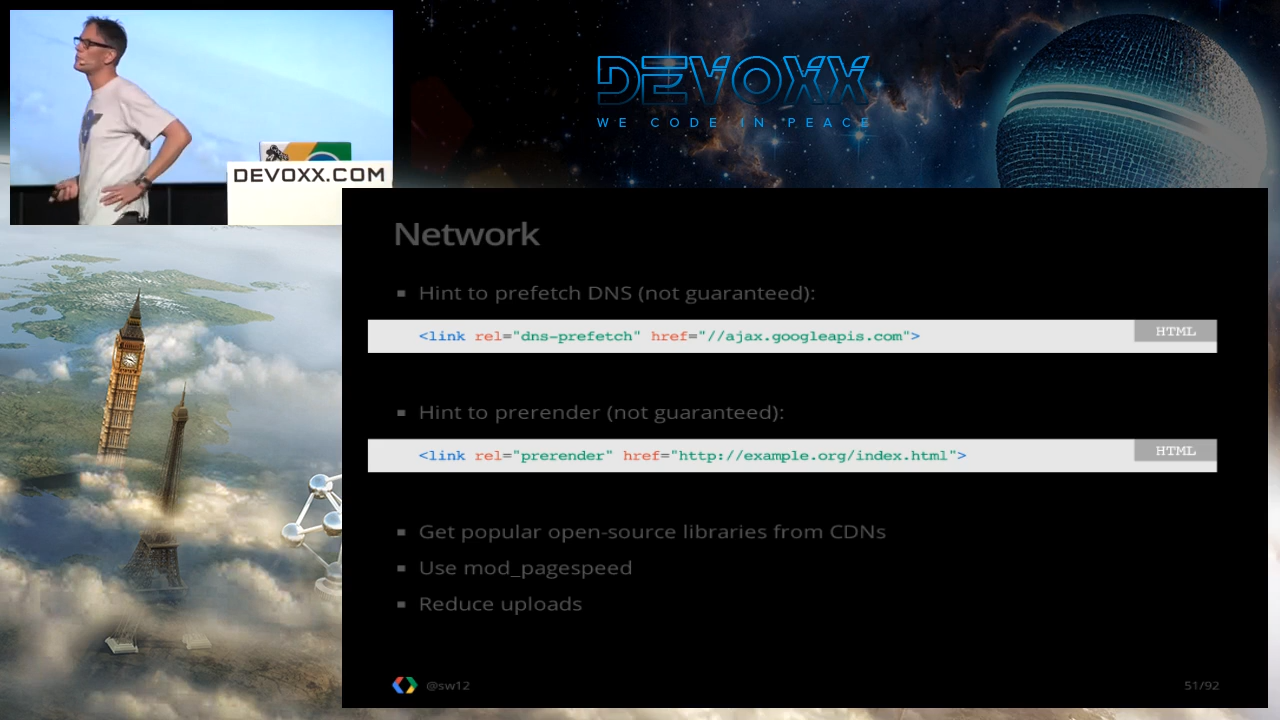 DEVOXX
WE CODE IN PEACE
DEVOXX.COM
Network
Hint to prefetch DNS (not guaranteed):
<link rel="dns-prefetch" href="//ajax.googleapis.com">
HTML
Hint to prerender (not guaranteed):
<link rel="prerender" href="http://example.org/index.html">
HTML
Get popular open-source libraries from CDNs
Use mod_pagespeed
Reduce uploads
@sw12
51/92